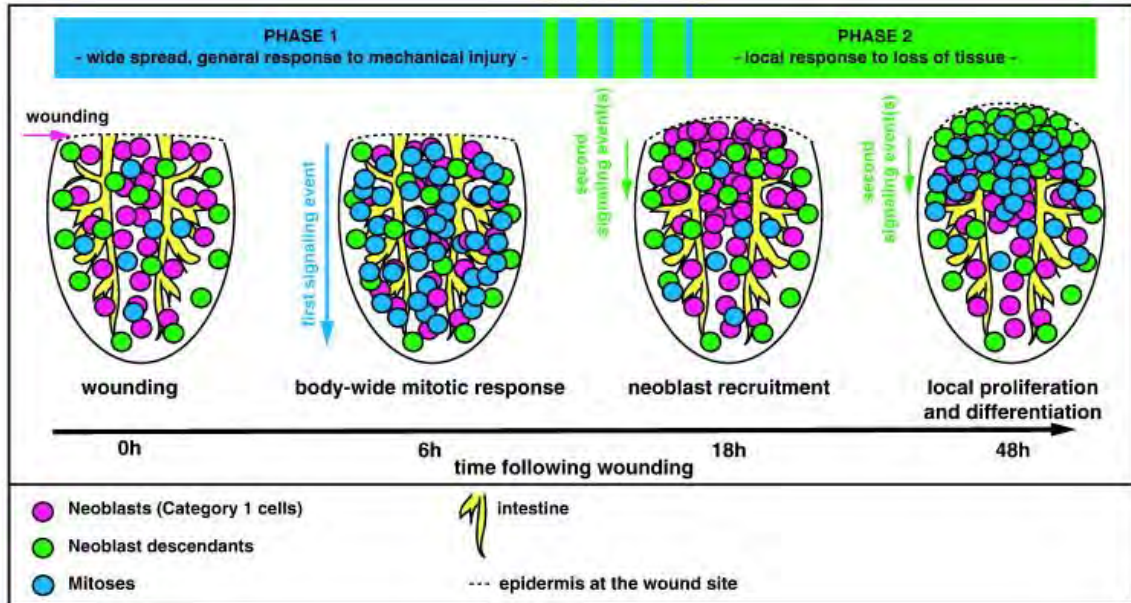 PHASE 1
- wide spread, general response to mechanical injury -
PHASE 2
- local response to loss of tissue -
wounding
first signaling event
second
signaling event(s)
second
signaling event(s)
wounding
body-wide mitotic response
neoblast recruitment
local proliferation
and differentiation
0h
6h
18h
48h
time following wounding
Neoblasts (Category 1 cells)
intestine
Neoblast descendants
Mitoses
epidermis at the wound site